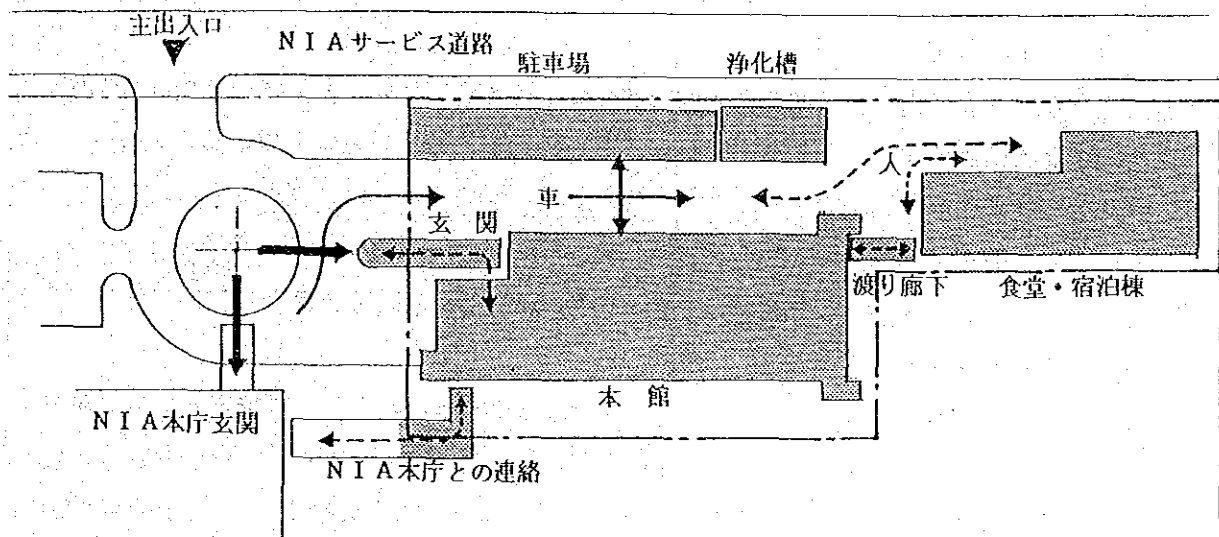 主出入口
NIAサービス道路
駐車場
浄化槽
人
車
玄関
渡り廊下
食堂・宿泊棟
本館
NIA本庁玄関
NIA本庁との連絡